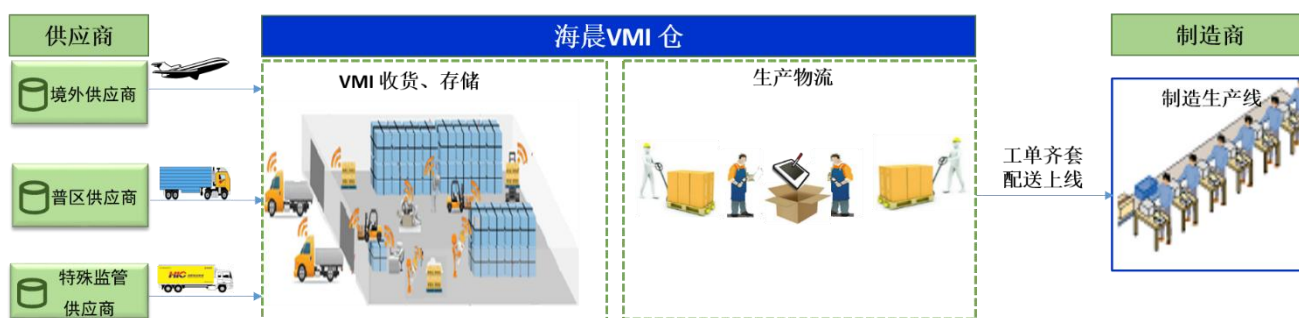 供应商
海晨VMI 仓
制造商
境外供应商
普区供应商
特殊监管
供应商
VMI 收货、存储
生产物流
工单齐套
配送上线
制造生产线
HIC